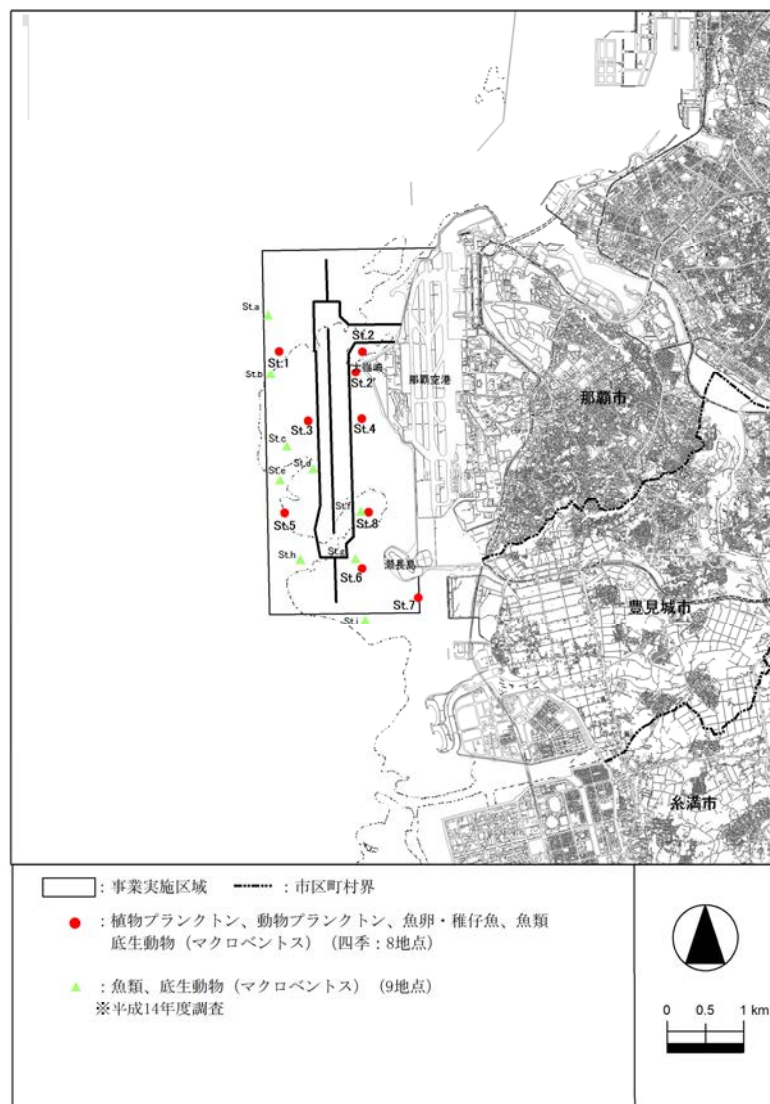 St.a
St.2
St.1
大嶺崎
St.b
St.2'
那覇空港
那覇市
St.3
St.4
St.c
St.d
St.e
St.f
St.5
St.8
St.g
St.h
瀬長島
St.6
St.7
豊見城市
St.i
糸満市
：事業実施区域 ：市区町村界
：植物プランクトン、動物プランクトン、魚卵・稚仔魚、魚類
底生動物（マクロベントス）（四季：8地点）
：魚類、底生動物（マクロベントス）（9地点）
※平成14年度調査
0 0.5 1 km